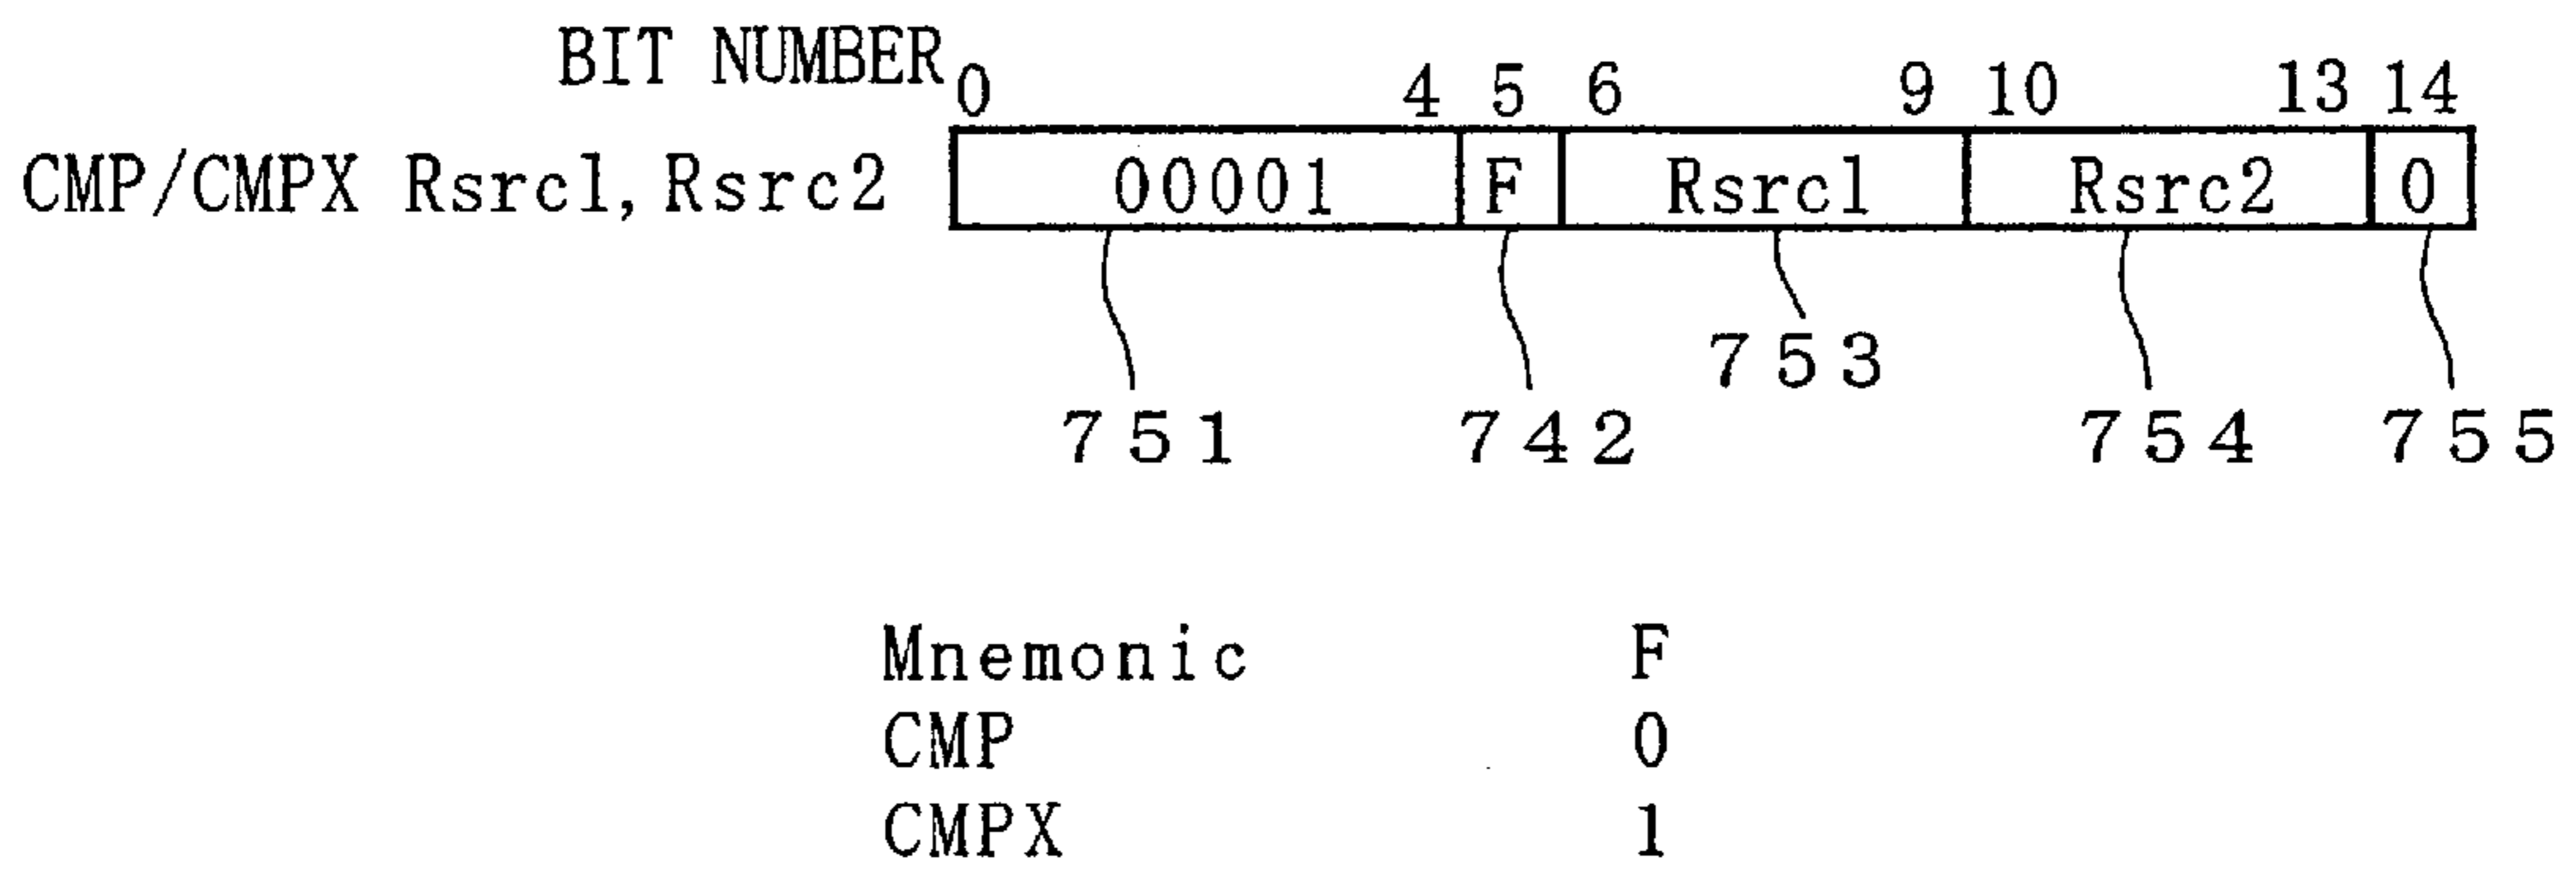 BIT NUMBER 0 4 5 6 9 10 13 14
CMP/CMPX Rsrc1, Rsrc2 00001 F Rsrc1 Rsrc2 0
751 742 753 754 755
Mnemonic F
CMP 0
CMPX 1